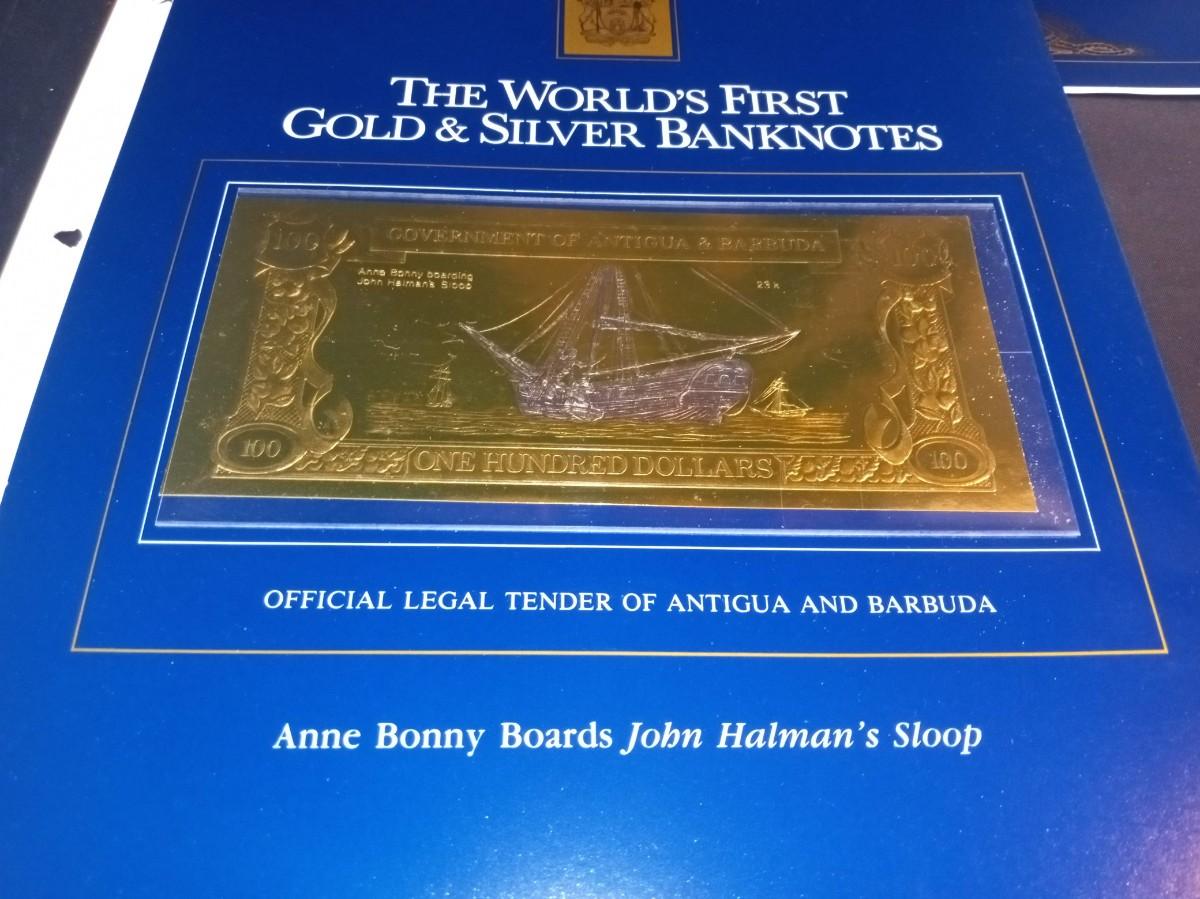 THE WORLD'S FIRST
GOLD & SILVER BANKNOTES
100
GOVERNMENT OF ANTIGUA & BARBUDA
100
Anne Bonny boarding
John Halman's Sloop
23k
100
ONE HUNDRED DOLLARS
100
OFFICIAL LEGAL TENDER OF ANTIGUA AND BARBUDA
Anne Bonny Boards John Halman's Sloop